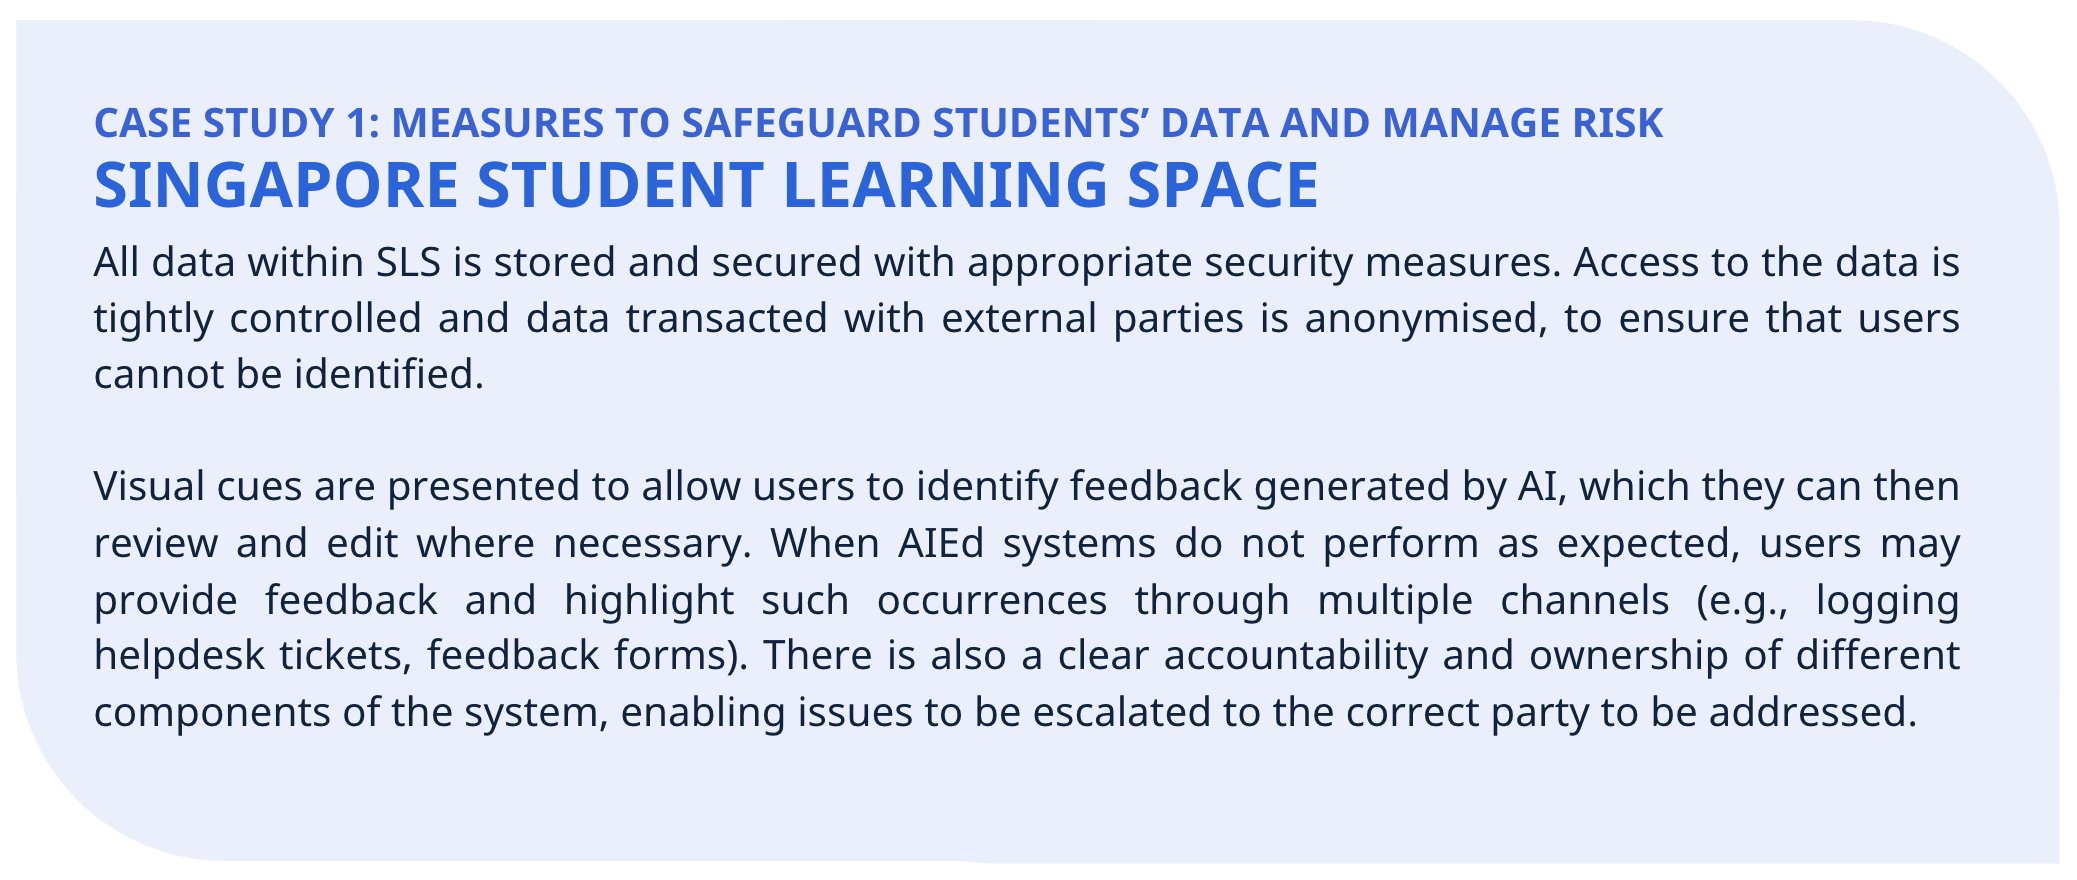 CASE STUDY 1: MEASURES TO SAFEGUARD STUDENTS’ DATA AND MANAGE RISK
SINGAPORE STUDENT LEARNING SPACE
All data within SLS is stored and secured with appropriate security measures. Access to the data is
tightly controlled and data transacted with external parties is anonymised, to ensure that users
cannot be identified.
Visual cues are presented to allow users to identify feedback generated by AI, which they can then
review and edit where necessary. When AIEd systems do not perform as expected, users may
provide feedback and highlight such occurrences through multiple channels (e.g., logging
helpdesk tickets, feedback forms). There is also a clear accountability and ownership of different
components of the system, enabling issues to be escalated to the correct party to be addressed.